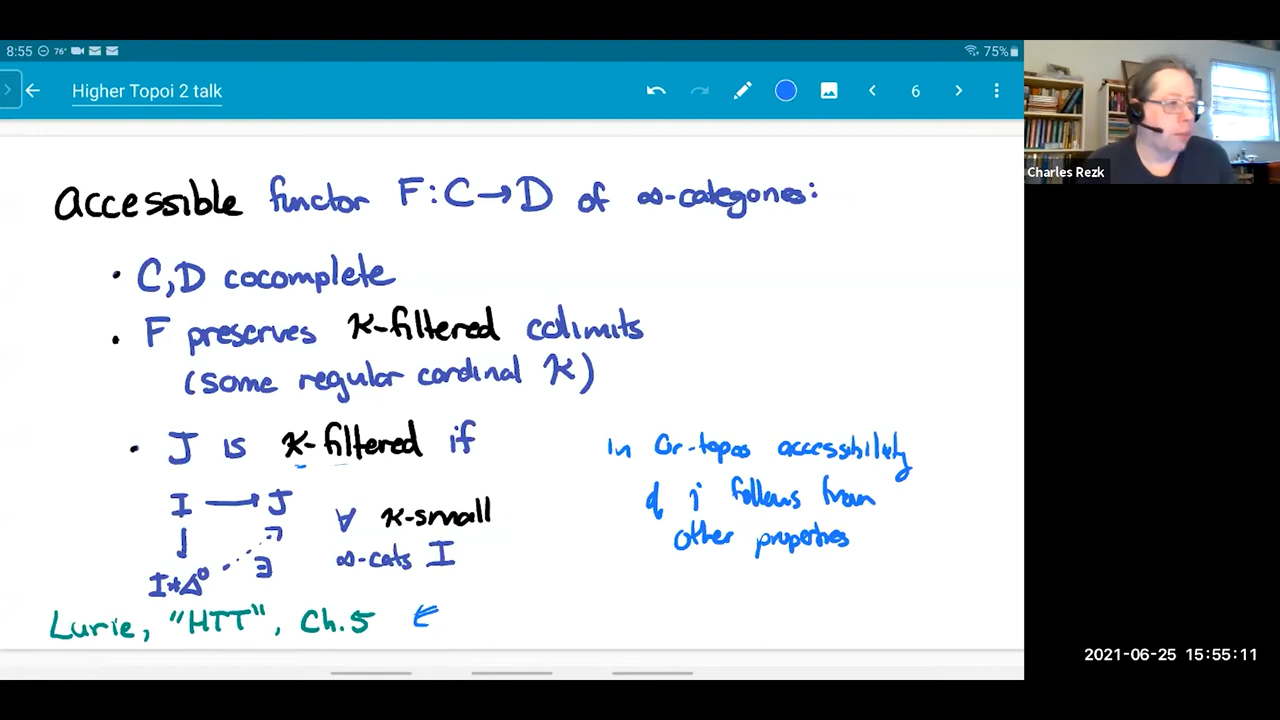 8:55 76° 75%
Higher Topoi 2 talk
6
accessible functor F: C → D of ∞-categories:
• C, D cocomplete
• F preserves κ-filtered colimits
(some regular cardinal κ)
• J is κ-filtered if
I → J
∀ κ-small
I*Δ⁰ ∃
∞-cats I
in Gr-topos accessibility
of j follows from
other properties
Lurie, "HTT", Ch.5 ⇐
Charles Rezk
2021-06-25 15:55:11